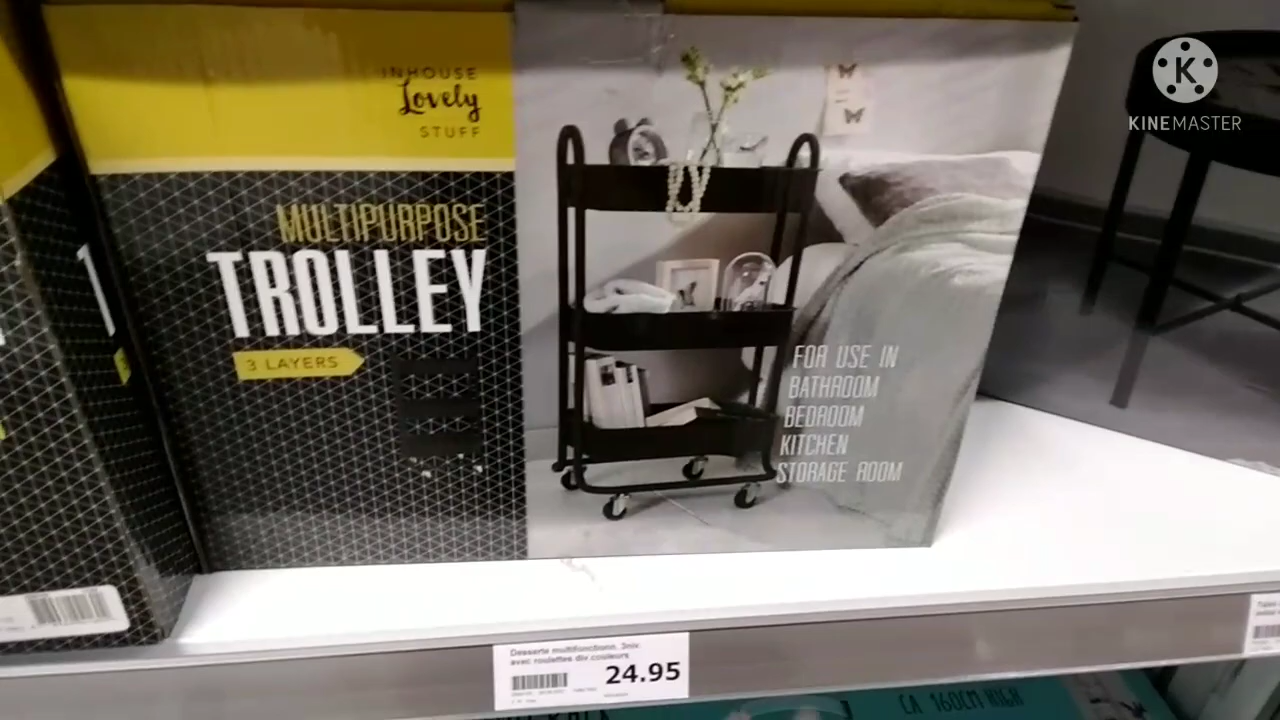 INHOUSE
Lovely
STUFF
MULTIPURPOSE
TROLLEY
3 LAYERS
FOR USE IN
BATHROOM
BEDROOM
KITCHEN
STORAGE ROOM
K
KINEMASTER
Desserte multifonctionn. 3niv.
avec roulettes div.couleurs
24.95
CA 160CM HIGH